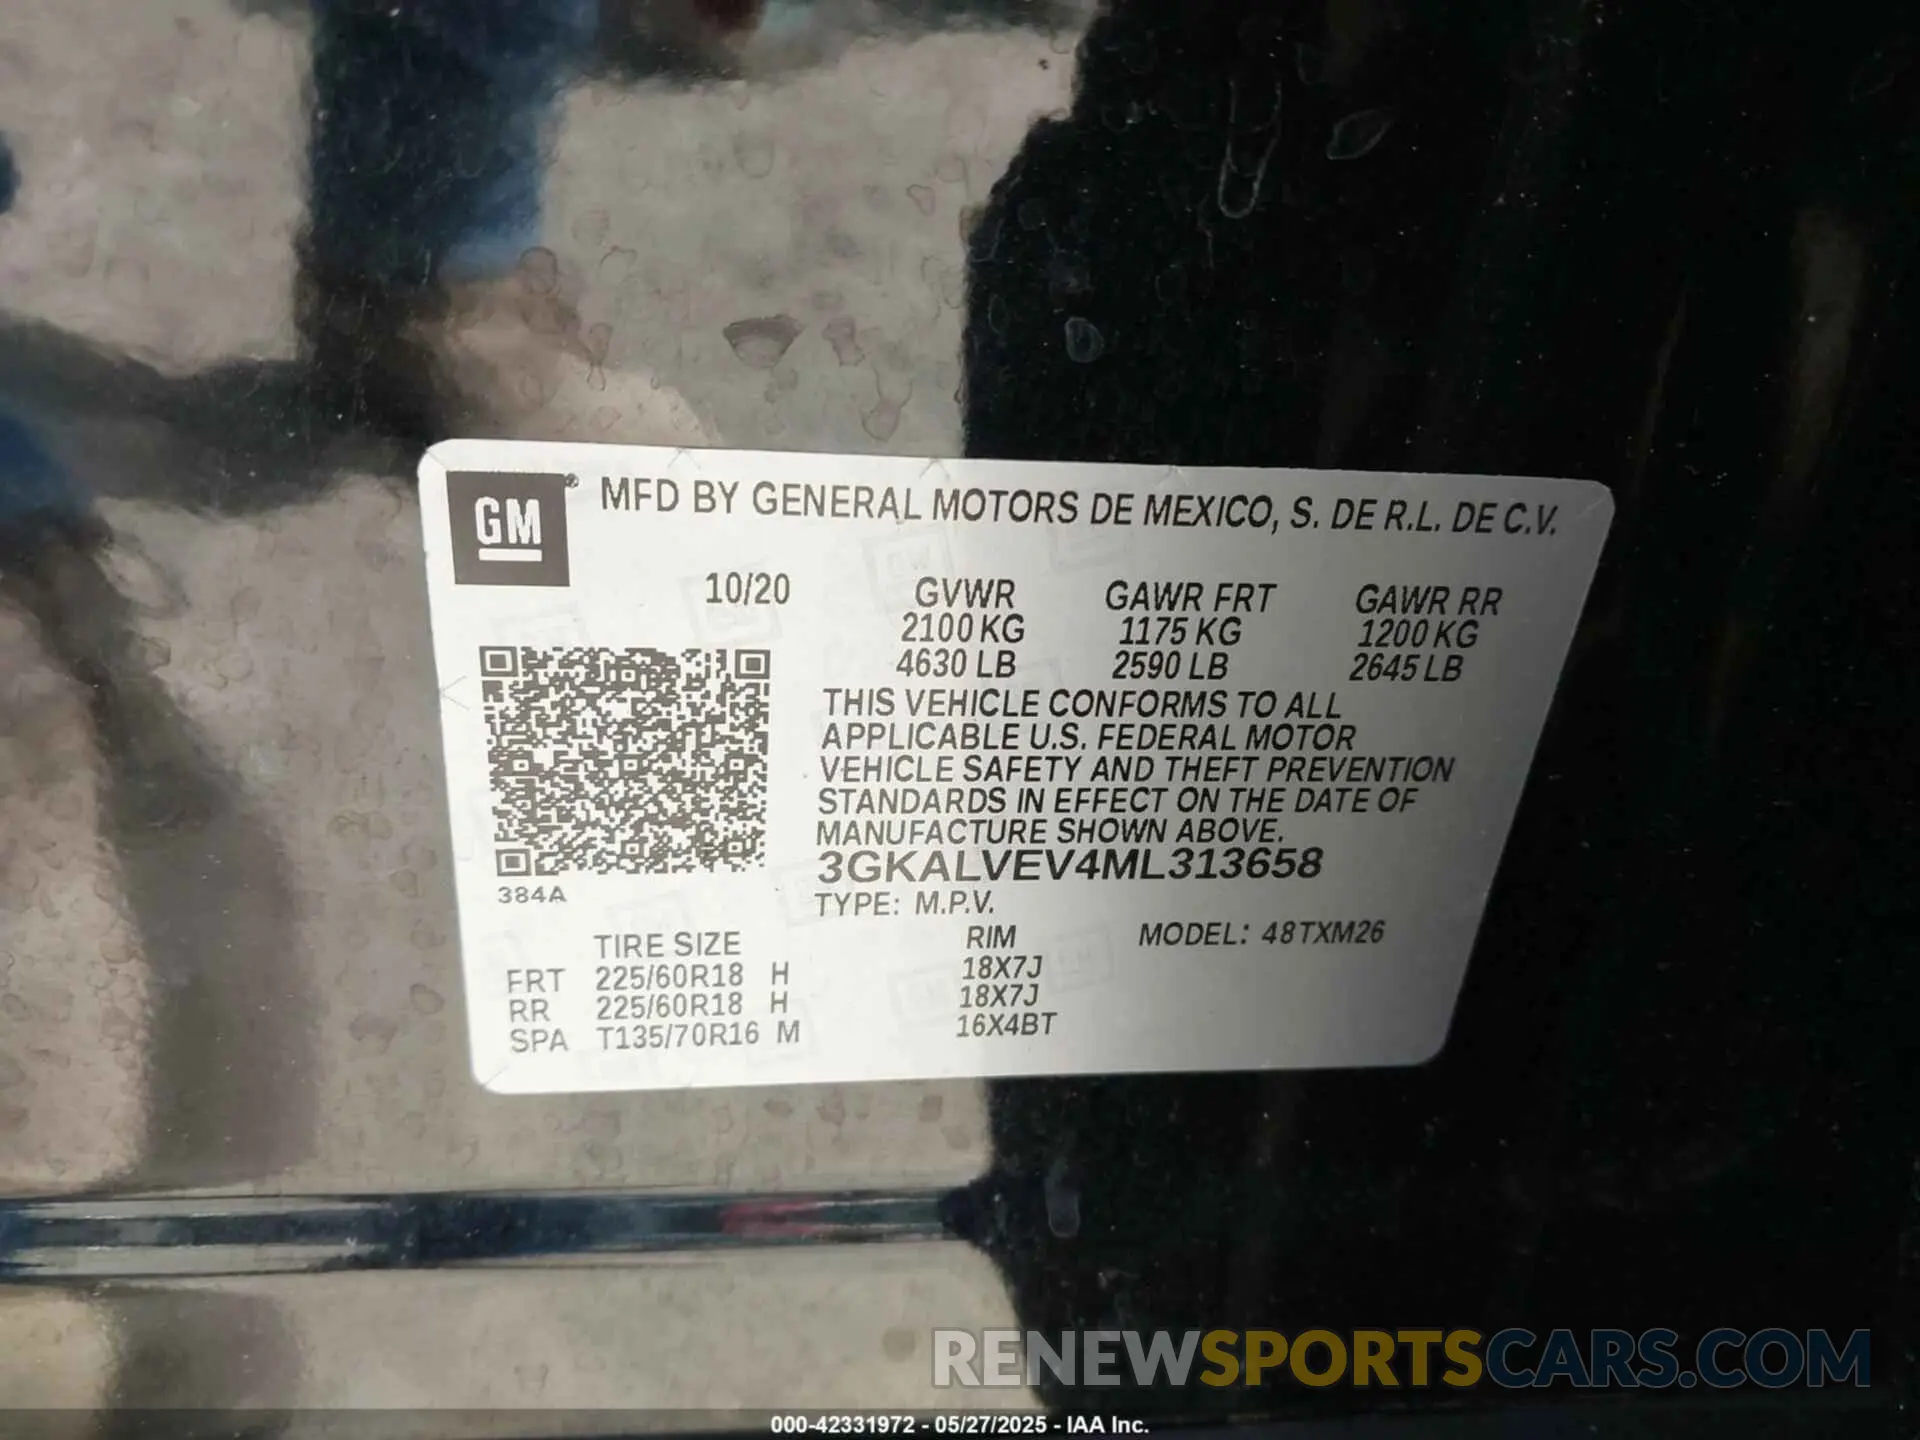 GM ® MFD BY GENERAL MOTORS DE MEXICO, S. DE R.L. DE C.V.
10/20 GVWR GAWR FRT GAWR RR
2100 KG 1175 KG 1200 KG
4630 LB 2590 LB 2645 LB
THIS VEHICLE CONFORMS TO ALL
APPLICABLE U.S. FEDERAL MOTOR
VEHICLE SAFETY AND THEFT PREVENTION
STANDARDS IN EFFECT ON THE DATE OF
MANUFACTURE SHOWN ABOVE.
3GKALVEV4ML313658
384A
TYPE: M.P.V.
TIRE SIZE RIM MODEL: 48TXM26
FRT 225/60R18 H 18X7J
RR 225/60R18 H 18X7J
SPA T135/70R16 M 16X4BT
RENEWSPORTSCARS.COM
000-42331972 - 05/27/2025 - IAA Inc.